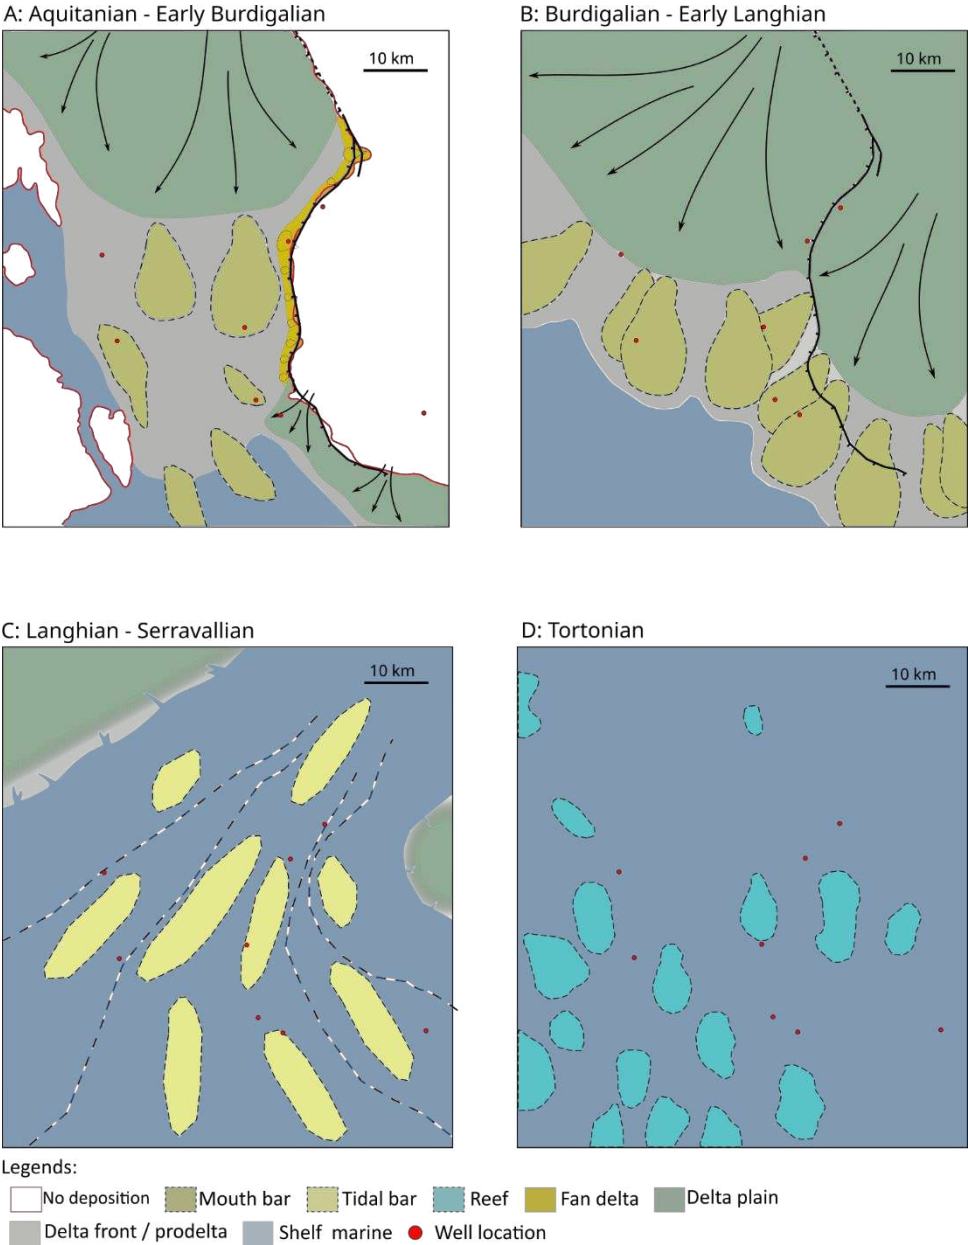 A: Aquitanian - Early Burdigalian
B: Burdigalian - Early Langhian
10 km
10 km
C: Langhian - Serravallian
D: Tortonian
10 km
10 km
Legends:
No deposition
Mouth bar
Tidal bar
Reef
Fan delta
Delta plain
Delta front / prodelta
Shelf marine
Well location